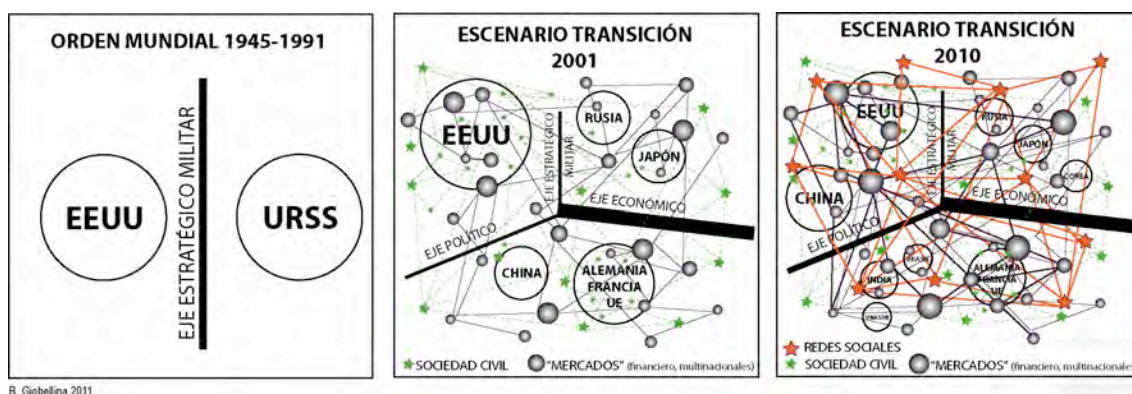 ORDEN MUNDIAL 1945-1991
EJE ESTRATÉGICO MILITAR
EEUU
URSS
B. Giobellina 2011
ESCENARIO TRANSICIÓN
2001
EEUU
RUSIA
JAPÓN
EJE ESTRATÉGICO
MILITAR
EJE ECONÓMICO
EJE POLÍTICO
CHINA
ALEMANIA
FRANCIA
UE
SOCIEDAD CIVIL
"MERCADOS" (financiero, multinacionales)
ESCENARIO TRANSICIÓN
2010
EEUU
RUSIA
JAPÓN
COREA
CHINA
EJE ESTRATÉGICO
MILITAR
EJE ECONÓMICO
EJE POLÍTICO
BRASIL
INDIA
ALEMANIA
FRANCIA
UE
UNASUR
REDES SOCIALES
SOCIEDAD CIVIL
"MERCADOS" (financiero, multinacionales)